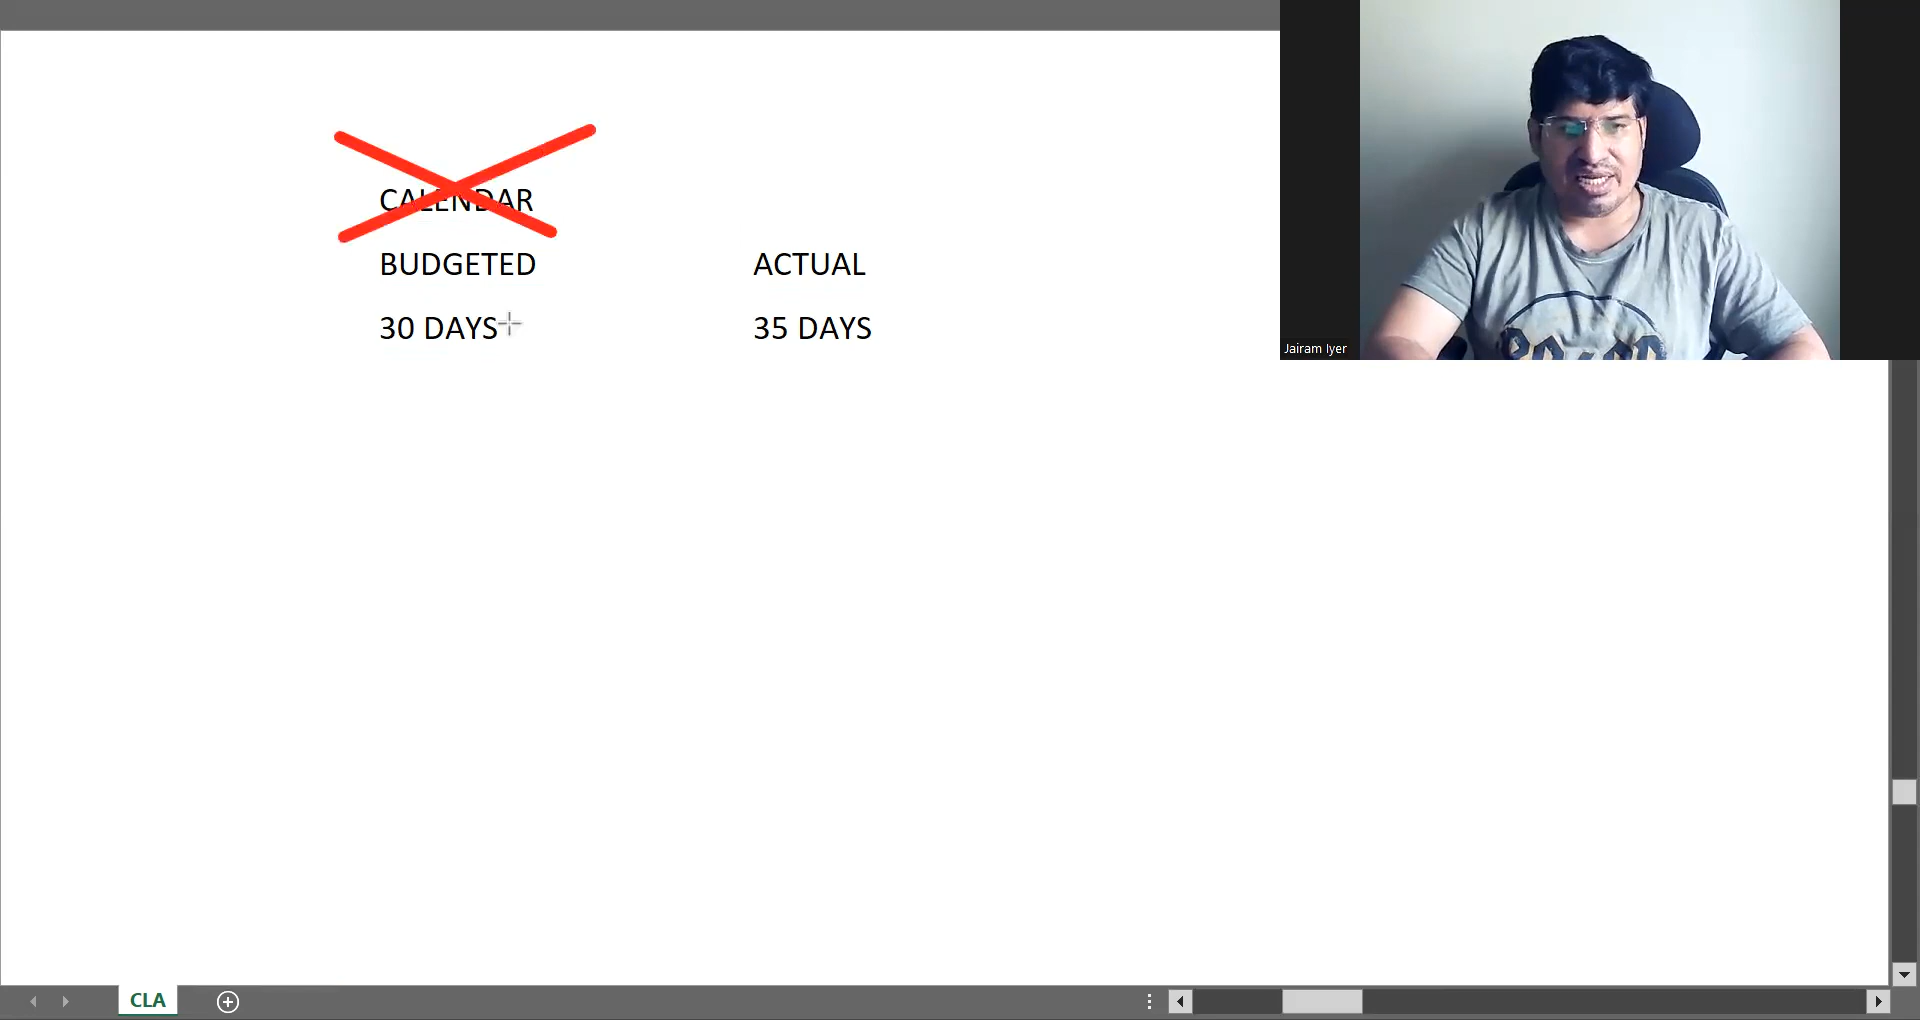 CALENDAR
BUDGETED ACTUAL
30 DAYS 35 DAYS
Jairam Iyer
CLA